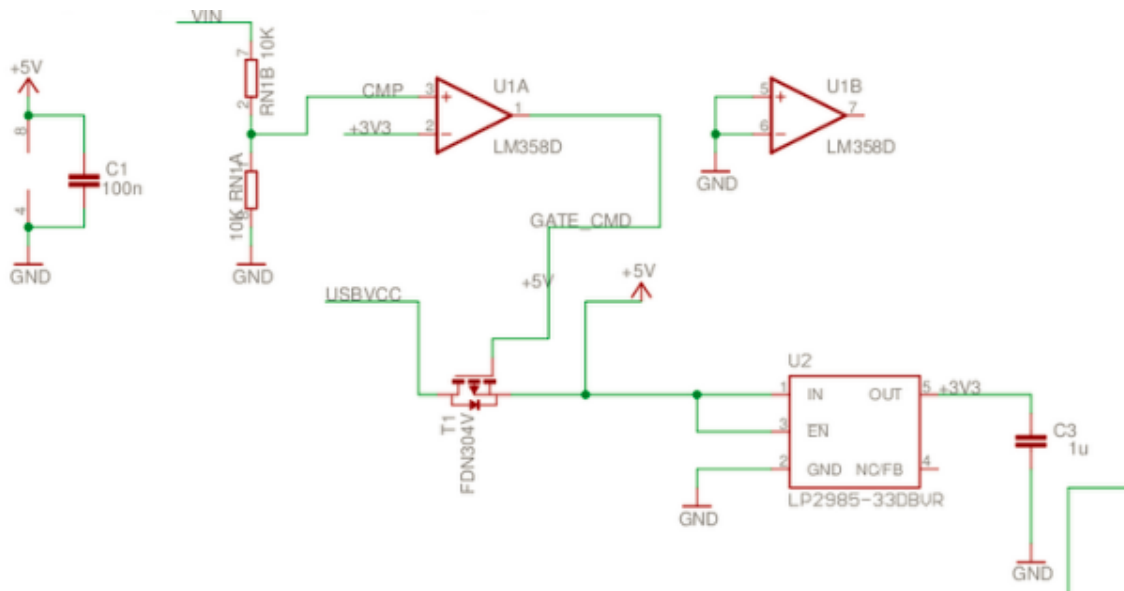 VIN
+5V
8
C1
100n
4
GND
7
RN1B 10K
2
10K RN1A
8
GND
CMP
+3V3
3
2
1
U1A
LM358D
5
6
7
U1B
LM358D
GND
GATE_CMD
+5V
+5V
USBVCC
T1
FDN304V
U2
1
IN
OUT
5
+3V3
3
EN
2
GND
NC/FB
4
LP2985-33DBVR
GND
C3
1u
GND